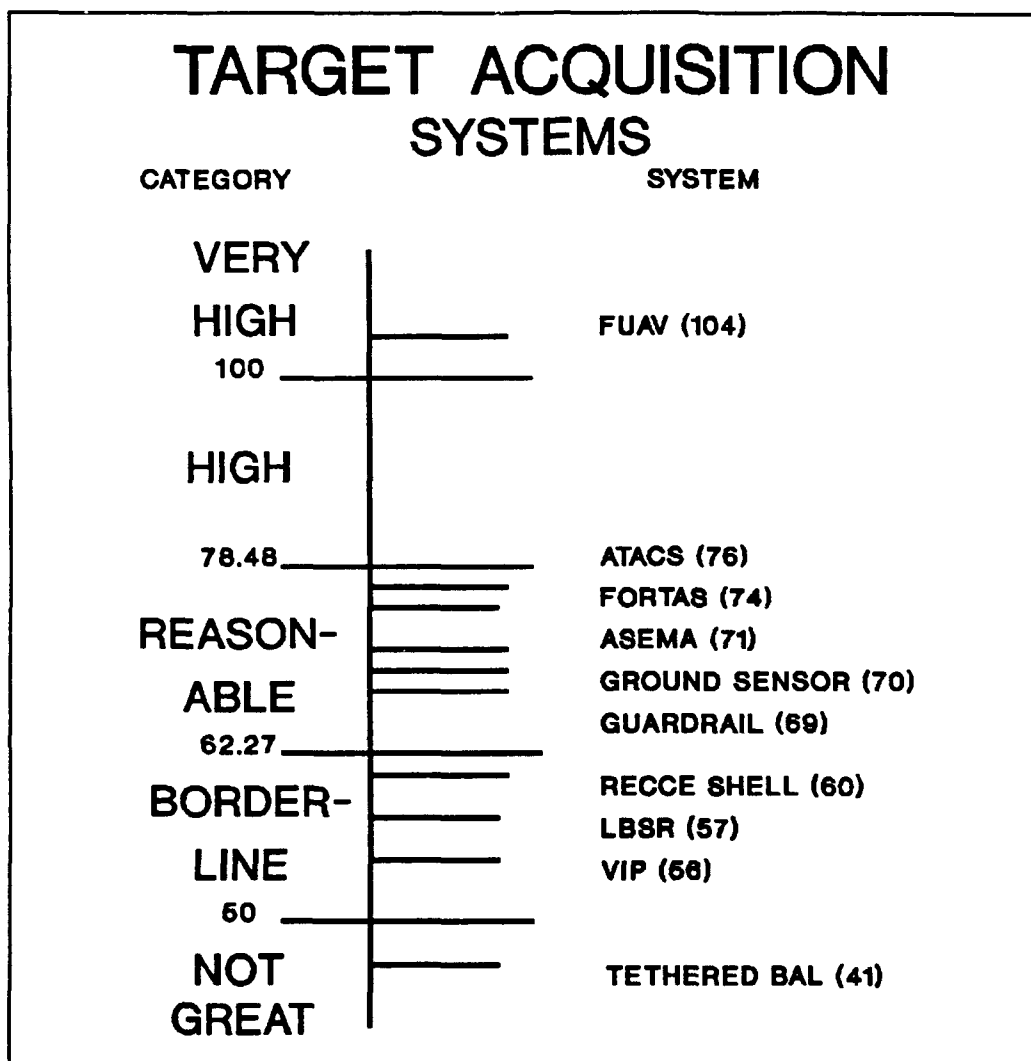 TARGET ACQUISITION
SYSTEMS
CATEGORY SYSTEM
VERY
HIGH FUAV (104)
100
HIGH
78.48 ATACS (76)
FORTAS (74)
REASON- ASEMA (71)
ABLE GROUND SENSOR (70)
GUARDRAIL (69)
62.27
BORDER- RECCE SHELL (60)
LBSR (57)
LINE VIP (56)
50
NOT TETHERED BAL (41)
GREAT